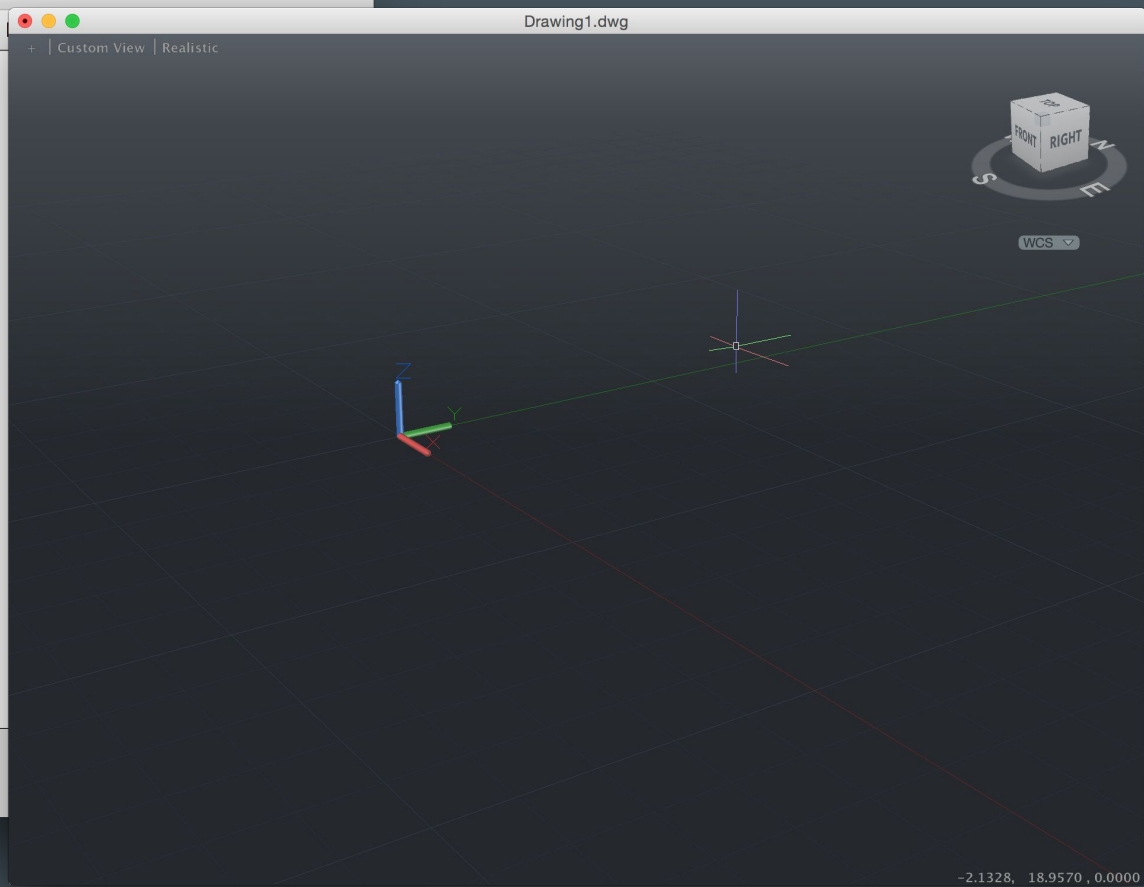 Drawing1.dwg
+ | Custom View | Realistic
TOP
FRONT RIGHT
N
S
E
WCS
Z
Y
X
-2.1328, 18.9570 , 0.0000